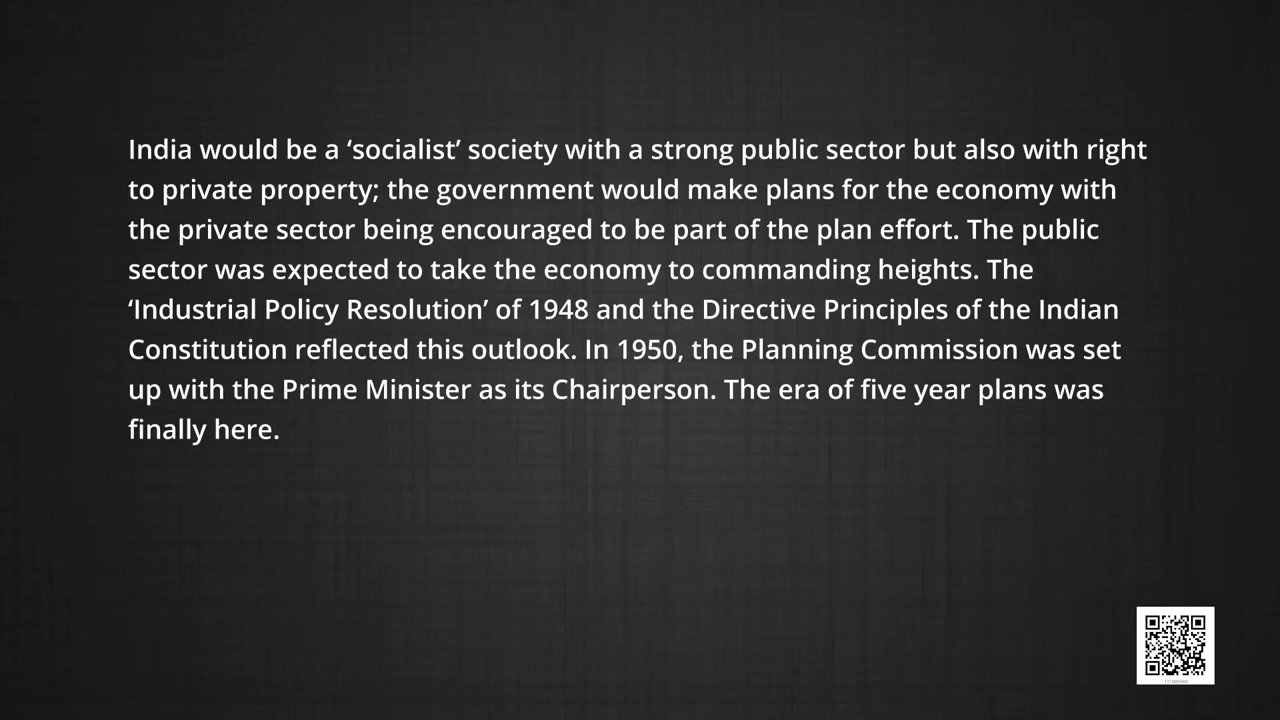 India would be a ‘socialist’ society with a strong public sector but also with right
to private property; the government would make plans for the economy with
the private sector being encouraged to be part of the plan effort. The public
sector was expected to take the economy to commanding heights. The
‘Industrial Policy Resolution’ of 1948 and the Directive Principles of the Indian
Constitution reflected this outlook. In 1950, the Planning Commission was set
up with the Prime Minister as its Chairperson. The era of five year plans was
finally here.